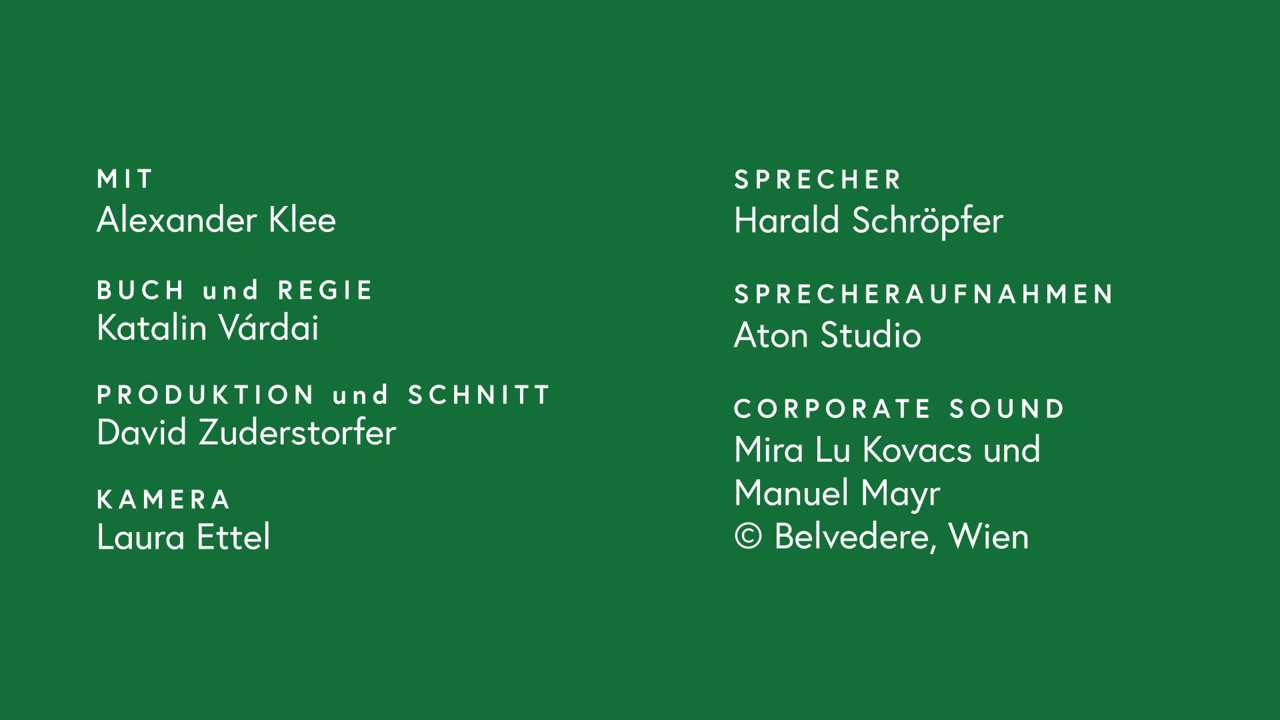 MIT
Alexander Klee
BUCH und REGIE
Katalin Várdai
PRODUKTION und SCHNITT
David Zuderstorfer
KAMERA
Laura Ettel
SPRECHER
Harald Schröpfer
SPRECHERAUFNAHMEN
Aton Studio
CORPORATE SOUND
Mira Lu Kovacs und
Manuel Mayr
© Belvedere, Wien